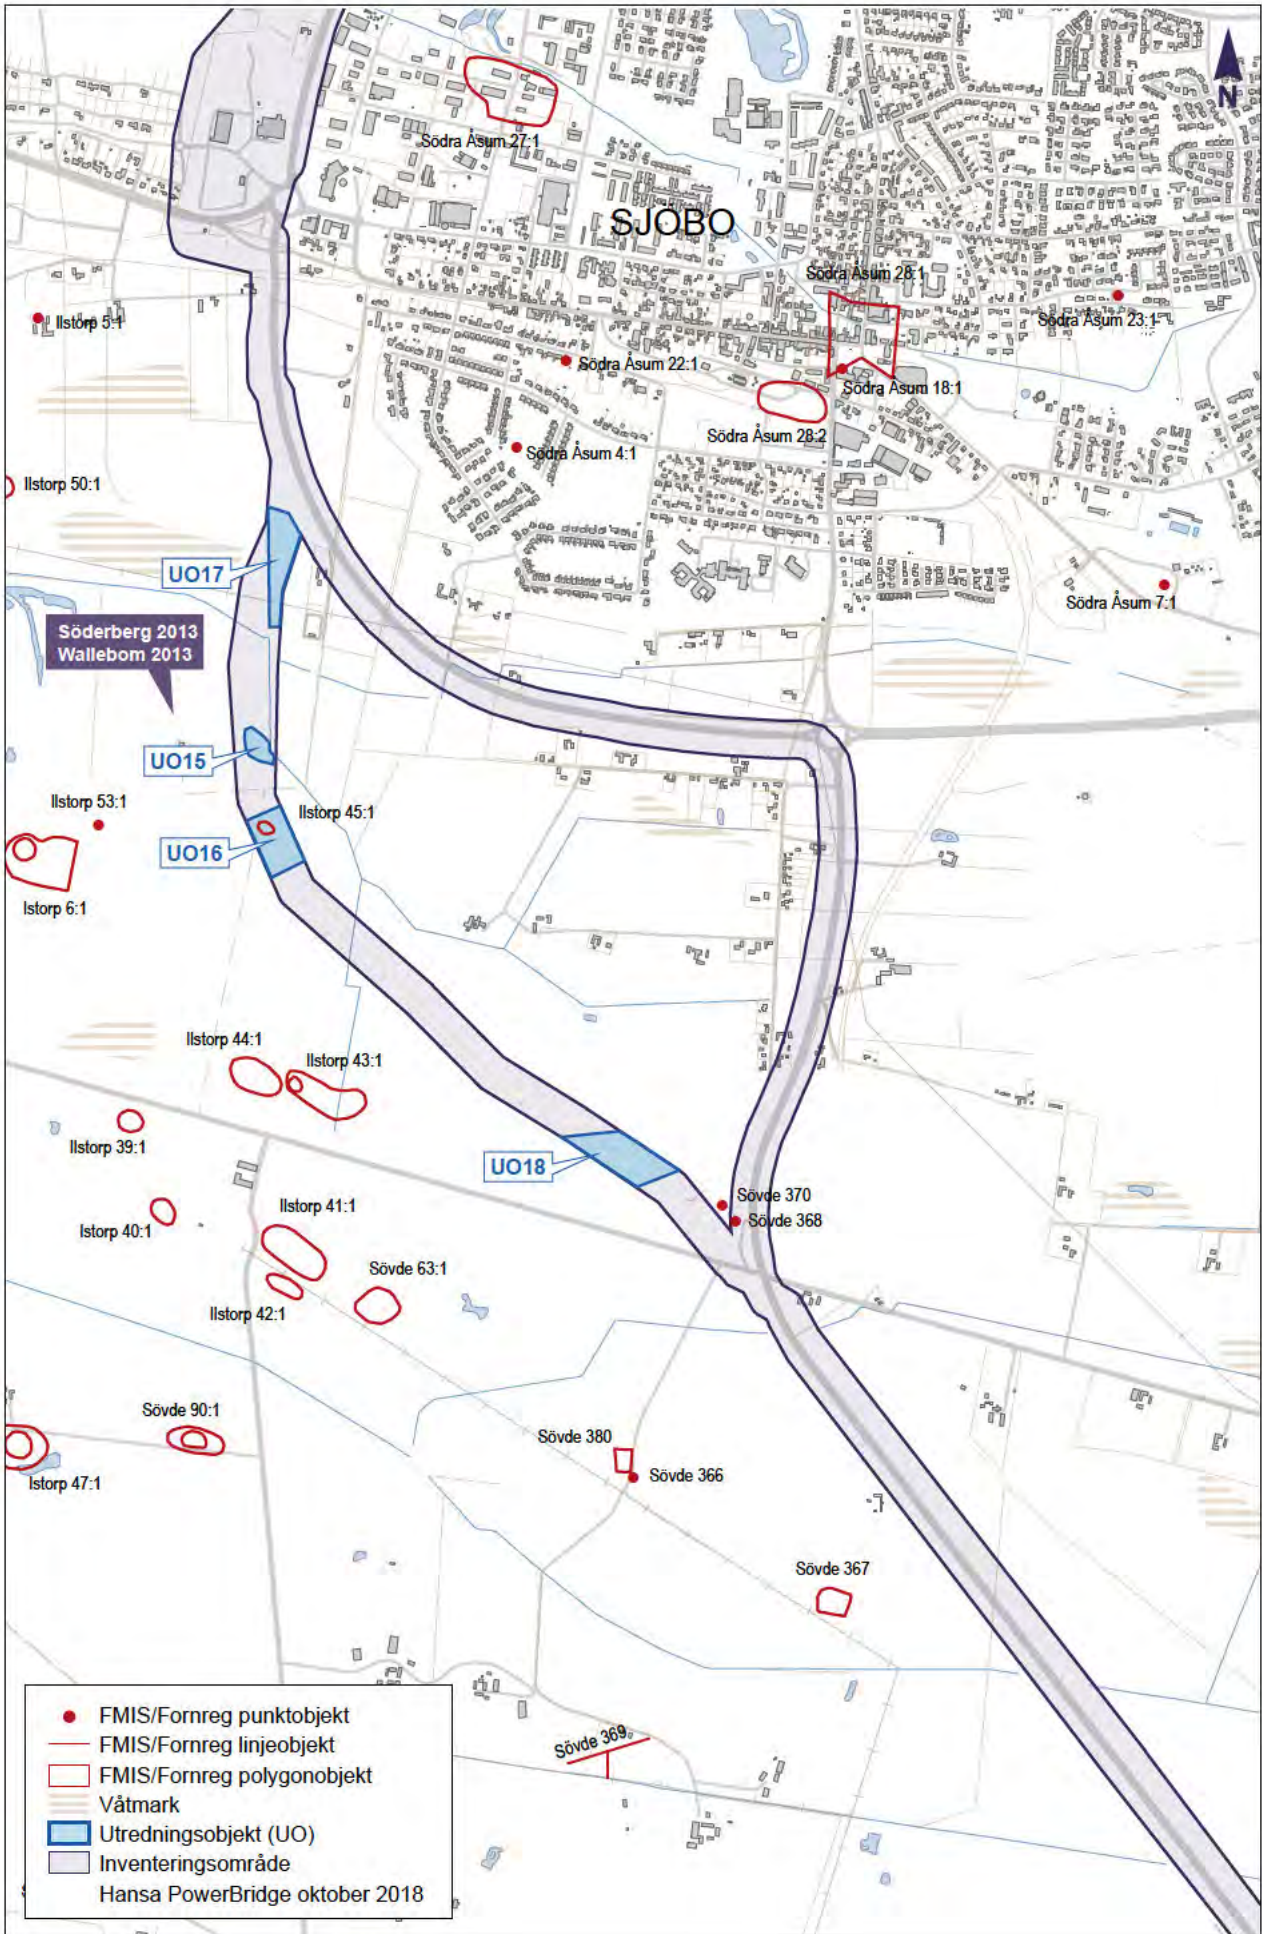 N
Södra Åsum 27:1
SJÖBO
Södra Åsum 28:1
Ilstorp 5:1
Södra Åsum 23:1
Södra Åsum 22:1
Södra Åsum 18:1
Södra Åsum 28:2
Södra Åsum 4:1
Ilstorp 50:1
UO17
Södra Åsum 7:1
Söderberg 2013
Wallebom 2013
UO15
Ilstorp 53:1
Ilstorp 45:1
UO16
Istorp 6:1
Ilstorp 44:1
Ilstorp 43:1
Ilstorp 39:1
UO18
Sövde 370
Ilstorp 41:1
Sövde 368
Istorp 40:1
Sövde 63:1
Ilstorp 42:1
Sövde 90:1
Sövde 380
Sövde 366
Istorp 47:1
Sövde 367
Sövde 369
FMIS/Fornreg punktobjekt
FMIS/Fornreg linjeobjekt
FMIS/Fornreg polygonobjekt
Våtmark
Utredningsobjekt (UO)
Inventeringsområde
Hansa PowerBridge oktober 2018